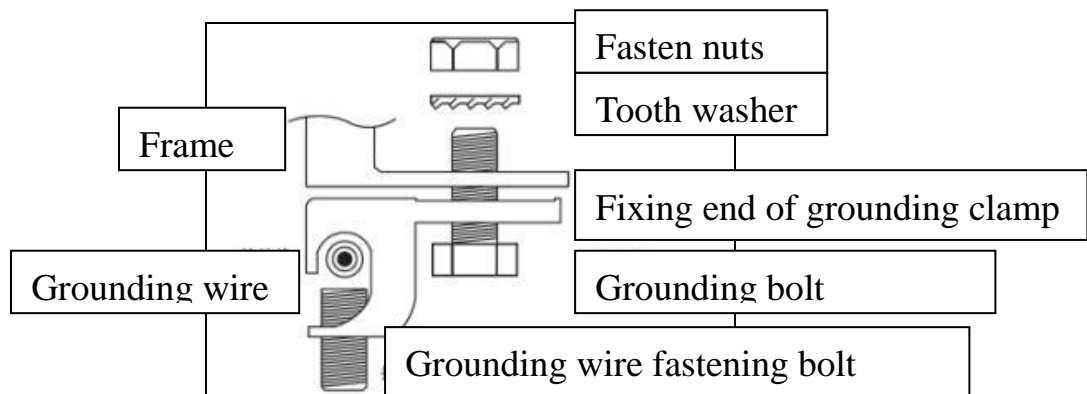 Fasten nuts
Tooth washer
Frame
Fixing end of grounding clamp
Grounding wire
Grounding bolt
Grounding wire fastening bolt